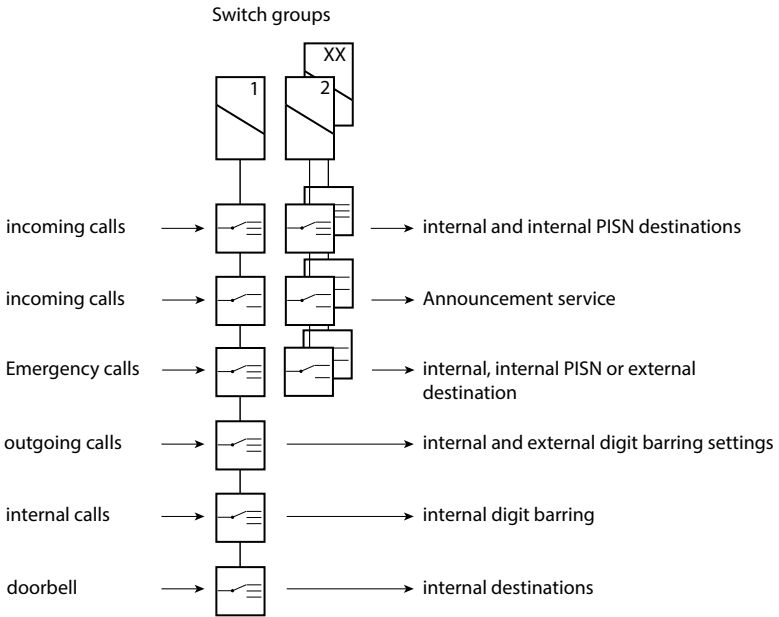 Switch groups
XX
1
2
incoming calls
internal and internal PISN destinations
incoming calls
Announcement service
Emergency calls
internal, internal PISN or external
destination
outgoing calls
internal and external digit barring settings
internal calls
internal digit barring
doorbell
internal destinations